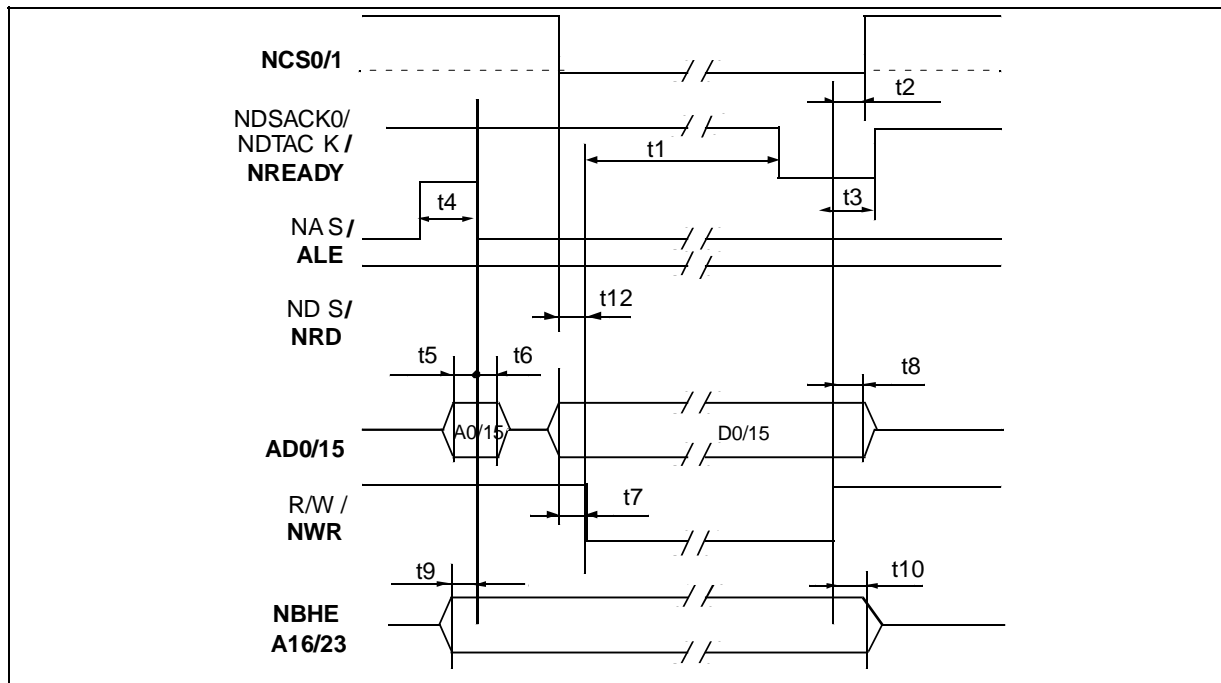 NCS0/1
t2
NDSACK0/
NDTAC K/
NREADY
t1
t3
t4
NA S/
ALE
t12
ND S/
NRD
t5
t6
t8
A0/15
D0/15
AD0/15
R/W /
NWR
t7
t9
t10
NBHE
A16/23